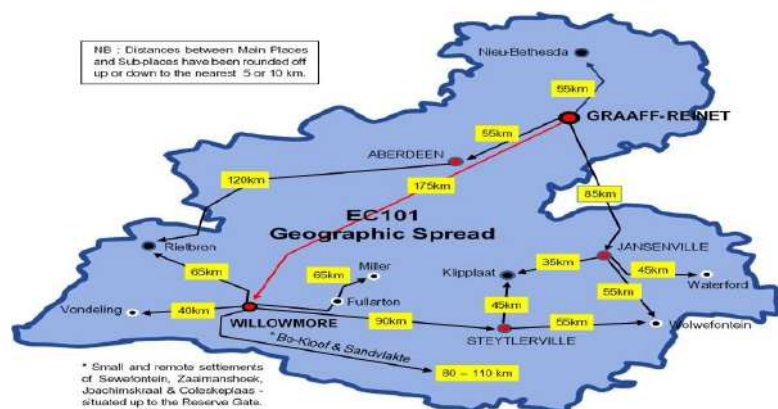 NB : Distances between Main Places
and Sub-places have been rounded off
up or down to the nearest 5 or 10 km.
Nieu-Bethesda
55km
GRAAFF-REINET
55km
ABERDEEN
120km
175km
85km
EC101
Geographic Spread
Rietbron
JANSENVILLE
Miller
35km
65km
65km
Klipplaat
45km
Waterford
Fullarton
55km
Vondeling
40km
45km
WILLOWMORE
90km
55km
Wolwefontein
STEYTLERVILLE
* Bo-Kloof & Sandvlakte
80 – 110 km
* Small and remote settlements
of Sewefontein, Zaaimanshoek,
Joachimskraal & Coleskeplaas -
situated up to the Reserve Gate.